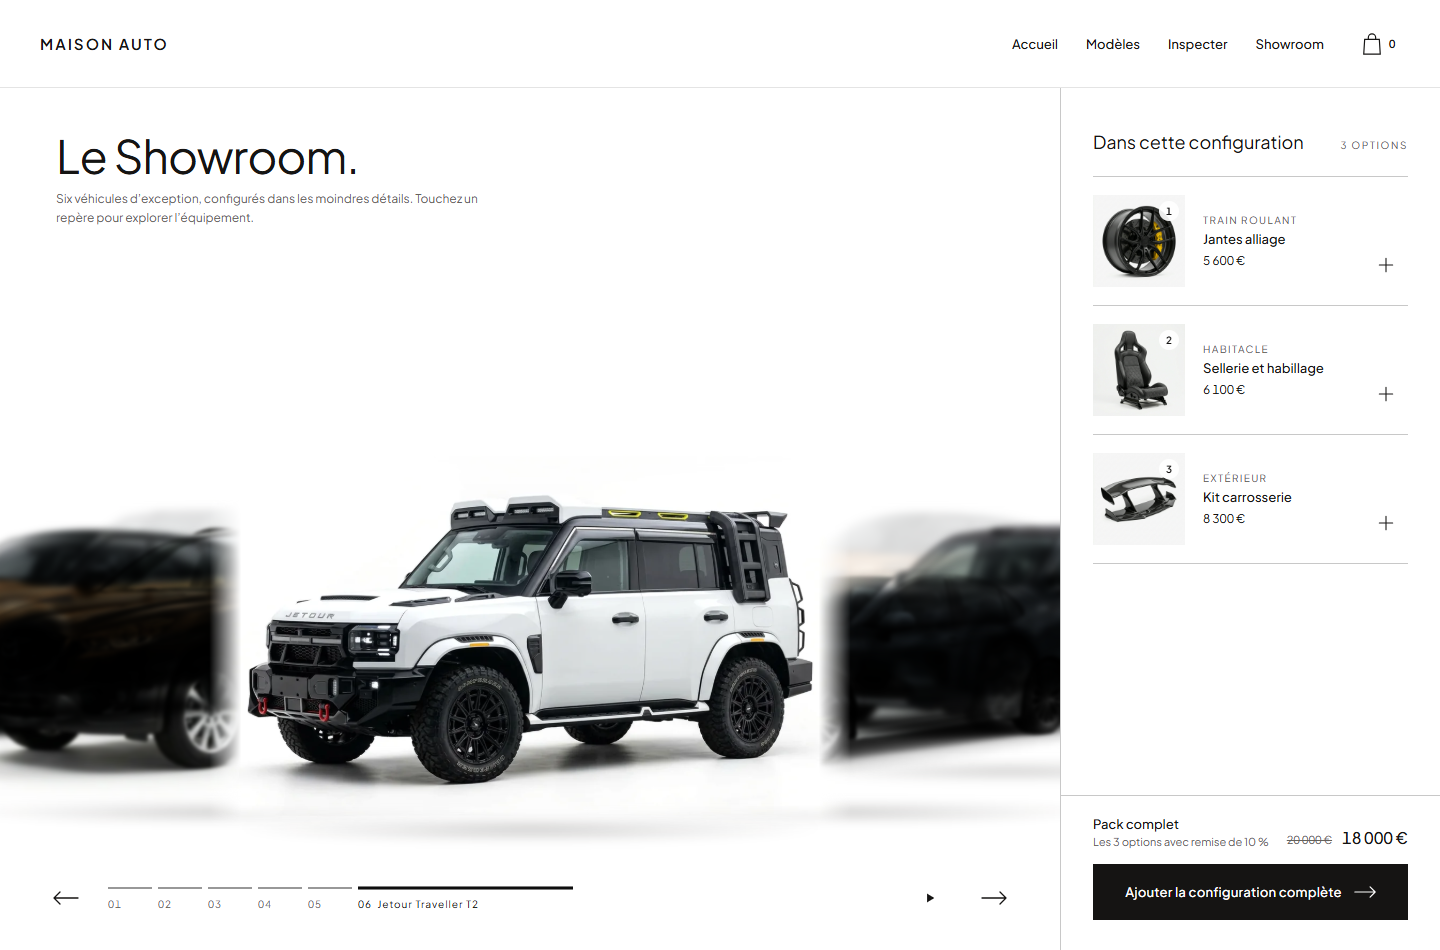 MAISON AUTO
Accueil
Modèles
Inspecter
Showroom
0
Le Showroom.
Six véhicules d'exception, configurés dans les moindres détails. Touchez un
repère pour explorer l'équipement.
JETOUR
01
02
03
04
05
06 Jetour Traveller T2
Dans cette configuration
3 OPTIONS
1
TRAIN ROULANT
Jantes alliage
5 600 €
2
HABITACLE
Sellerie et habillage
6 100 €
3
EXTÉRIEUR
Kit carrosserie
8 300 €
Pack complet
Les 3 options avec remise de 10 %
20 000 €
18 000 €
Ajouter la configuration complète